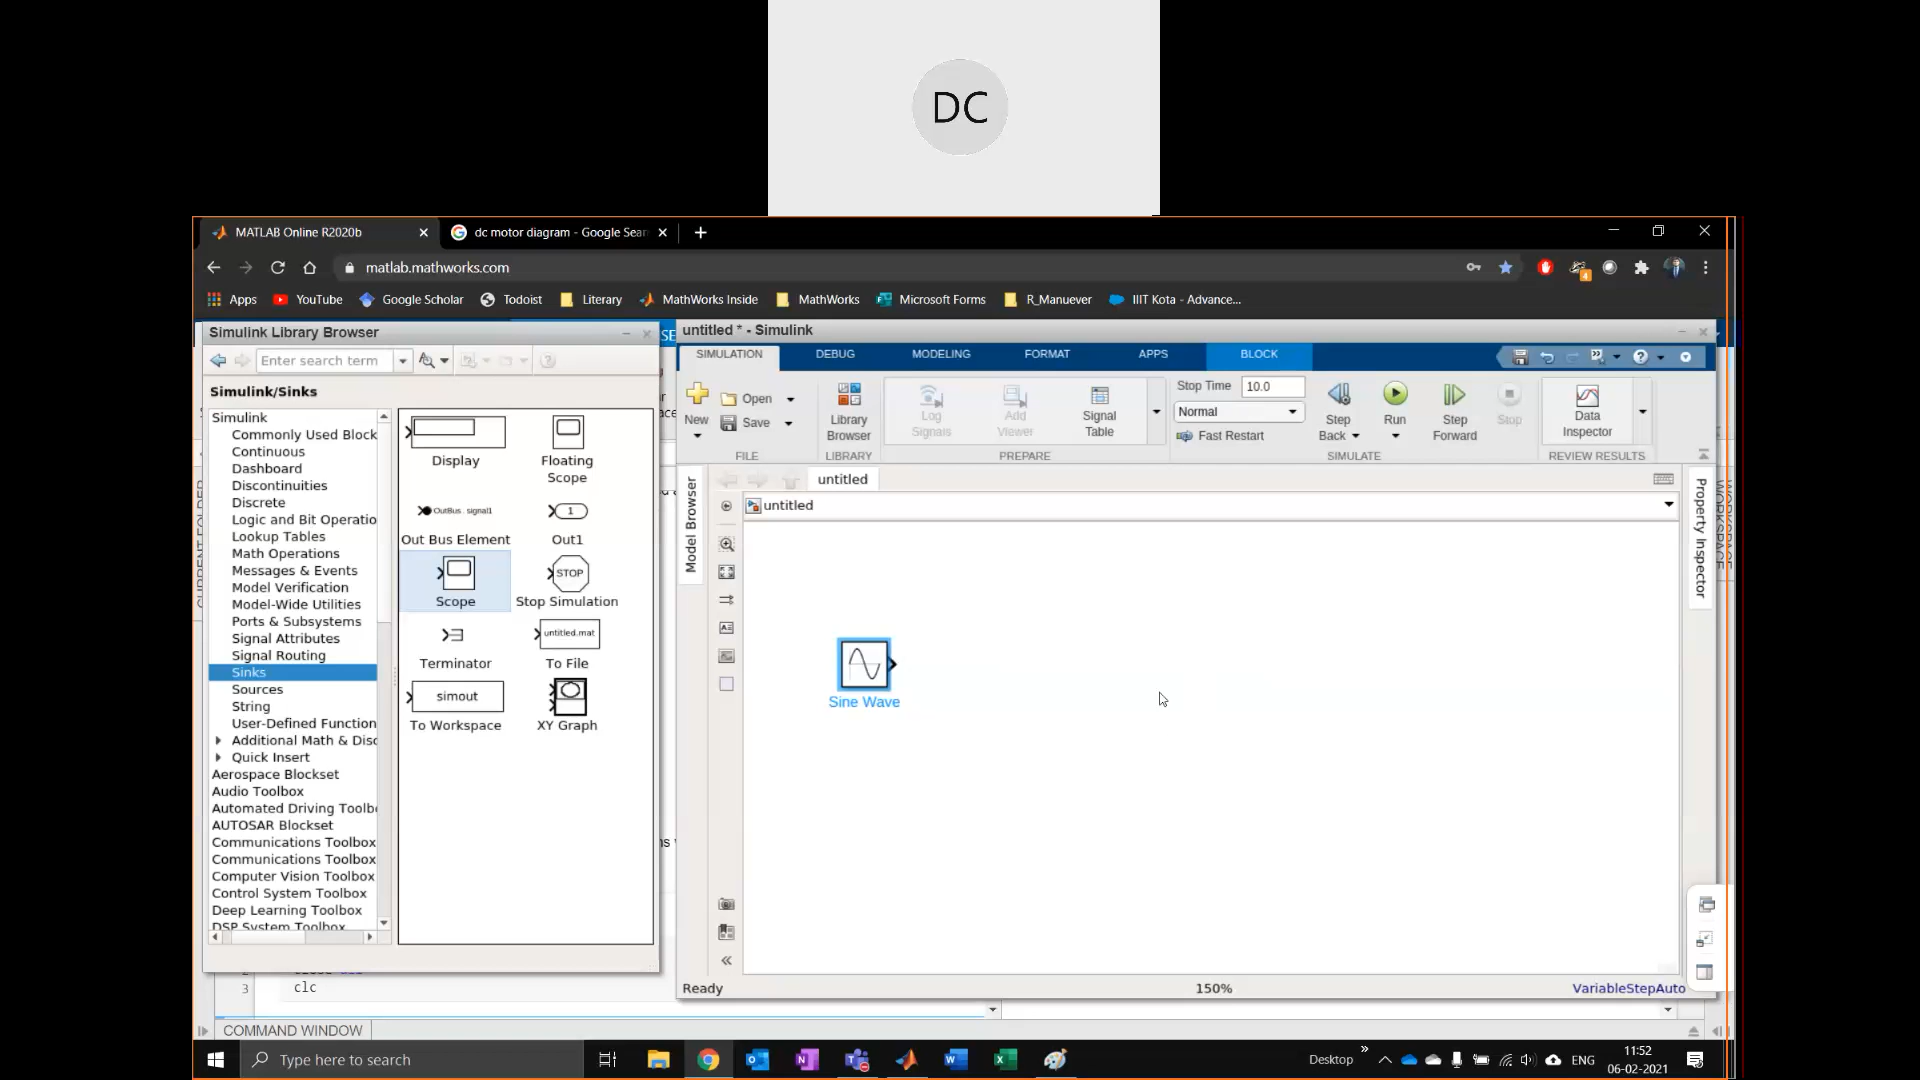 DC
MATLAB Online R2020b
dc motor diagram - Google Sear
matlab.mathworks.com
Apps
YouTube
Google Scholar
Todoist
Literary
MathWorks Inside
MathWorks
Microsoft Forms
R_Manuever
IIIT Kota - Advance...
Simulink Library Browser
Enter search term
Simulink/Sinks
Simulink
Commonly Used Block
Continuous
Dashboard
Discontinuities
Discrete
Logic and Bit Operatio
Lookup Tables
Math Operations
Messages & Events
Model Verification
Model-Wide Utilities
Ports & Subsystems
Signal Attributes
Signal Routing
Sinks
Sources
String
User-Defined Function
Additional Math & Disc
Quick Insert
Aerospace Blockset
Audio Toolbox
Automated Driving Toolb
AUTOSAR Blockset
Communications Toolbox
Communications Toolbox
Computer Vision Toolbox
Control System Toolbox
Deep Learning Toolbox
DSP System Toolbox
Display
Floating
Scope
OutBus . signal1
1
Out Bus Element
Out1
STOP
Scope
Stop Simulation
untitled.mat
Terminator
To File
simout
To Workspace
XY Graph
untitled * - Simulink
SIMULATION
DEBUG
MODELING
FORMAT
APPS
BLOCK
New
Open
Save
FILE
Library
Browser
LIBRARY
Log
Signals
Add
Viewer
Signal
Table
PREPARE
Stop Time 10.0
Normal
Fast Restart
Step
Back
Run
Step
Forward
Stop
SIMULATE
Data
Inspector
REVIEW RESULTS
Model Browser
untitled
untitled
Property Inspector
WORKSPACE
Sine Wave
Ready
150%
VariableStepAuto
3
clc
COMMAND WINDOW
Type here to search
Desktop
ENG
11:52
06-02-2021